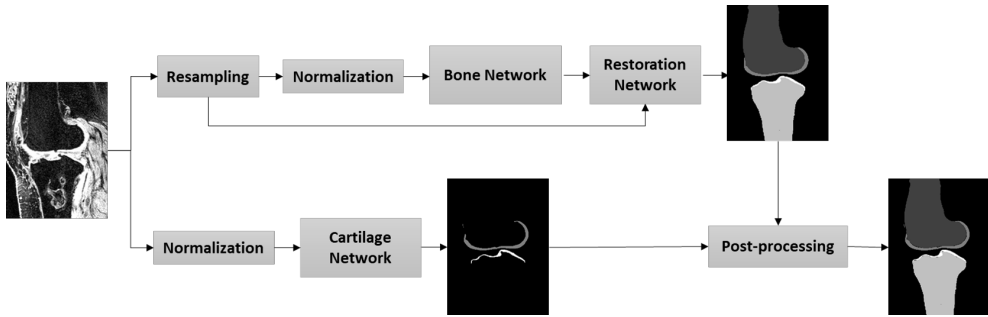 Resampling
Normalization
Bone Network
Restoration
Network
Normalization
Cartilage
Network
Post-processing